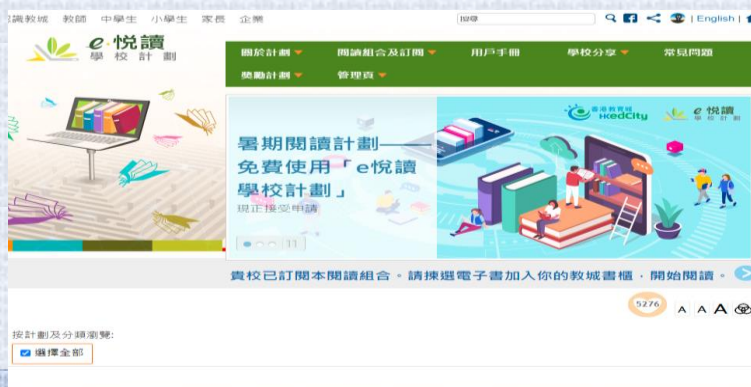 教城 教師 中學生 小學生 家長 企業
搜尋
| English |
e悦讀
學校計劃
關於計劃 閱讀組合及訂閱 用戶手冊 學校分享 常見問題
獎勵計劃 管理頁
香港教育城
HKedCity
e悦讀
學校計劃
暑期閱讀計劃——
免費使用「e悅讀
學校計劃」
現正接受申請
貴校已訂閱本閱讀組合。請揀選電子書加入你的教城書櫃，開始閱讀。
5276 A A A
按計劃及分類瀏覽:
選擇全部